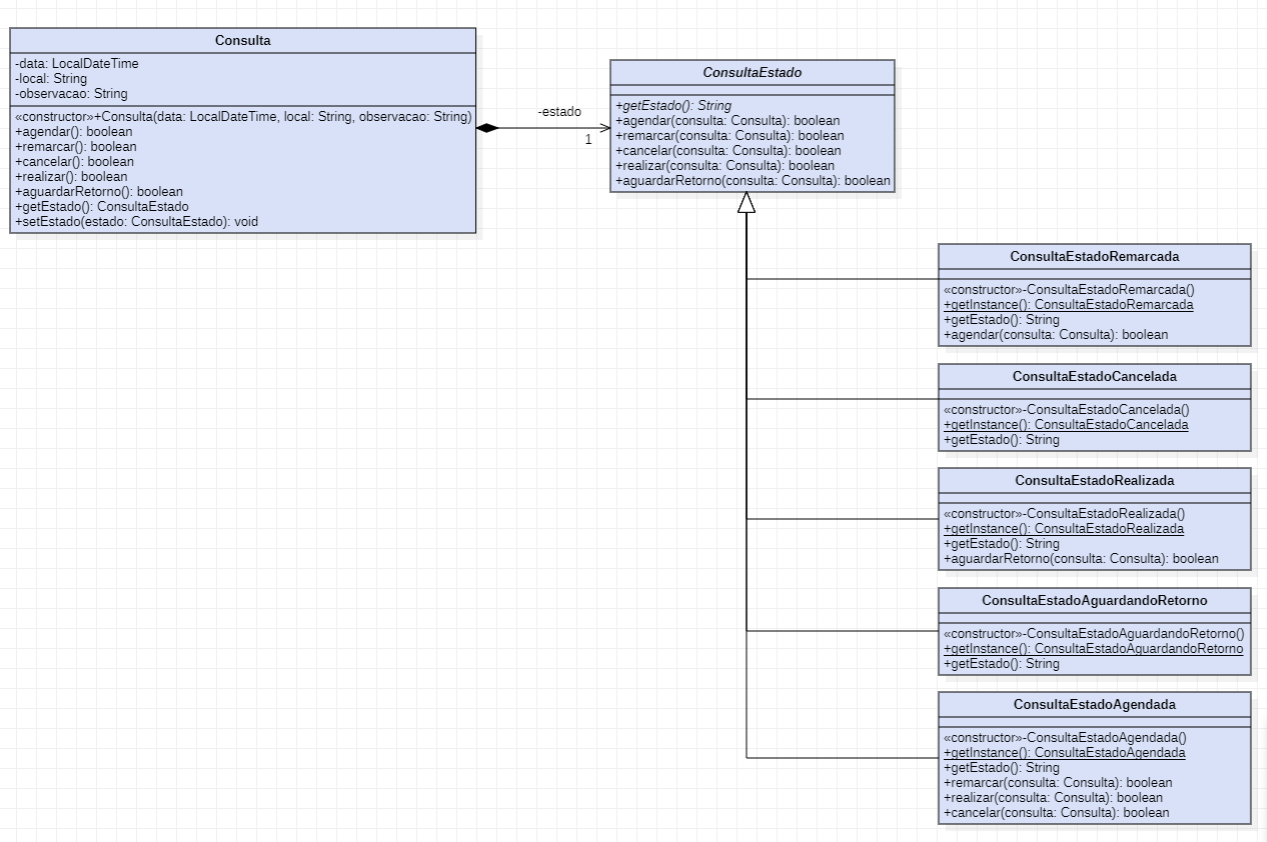 Consulta
-data: LocalDateTime
-local: String
-observacao: String
«constructor»+Consulta(data: LocalDateTime, local: String, observacao: String)
+agendar(): boolean
+remarcar(): boolean
+cancelar(): boolean
+realizar(): boolean
+aguardarRetorno(): boolean
+getEstado(): ConsultaEstado
+setEstado(estado: ConsultaEstado): void
-estado
1
ConsultaEstado
+getEstado(): String
+agendar(consulta: Consulta): boolean
+remarcar(consulta: Consulta): boolean
+cancelar(consulta: Consulta): boolean
+realizar(consulta: Consulta): boolean
+aguardarRetorno(consulta: Consulta): boolean
ConsultaEstadoRemarcada
«constructor»-ConsultaEstadoRemarcada()
+getInstance(): ConsultaEstadoRemarcada
+getEstado(): String
+agendar(consulta: Consulta): boolean
ConsultaEstadoCancelada
«constructor»-ConsultaEstadoCancelada()
+getInstance(): ConsultaEstadoCancelada
+getEstado(): String
ConsultaEstadoRealizada
«constructor»-ConsultaEstadoRealizada()
+getInstance(): ConsultaEstadoRealizada
+getEstado(): String
+aguardarRetorno(consulta: Consulta): boolean
ConsultaEstadoAguardandoRetorno
«constructor»-ConsultaEstadoAguardandoRetorno()
+getInstance(): ConsultaEstadoAguardandoRetorno
+getEstado(): String
ConsultaEstadoAgendada
«constructor»-ConsultaEstadoAgendada()
+getInstance(): ConsultaEstadoAgendada
+getEstado(): String
+remarcar(consulta: Consulta): boolean
+realizar(consulta: Consulta): boolean
+cancelar(consulta: Consulta): boolean